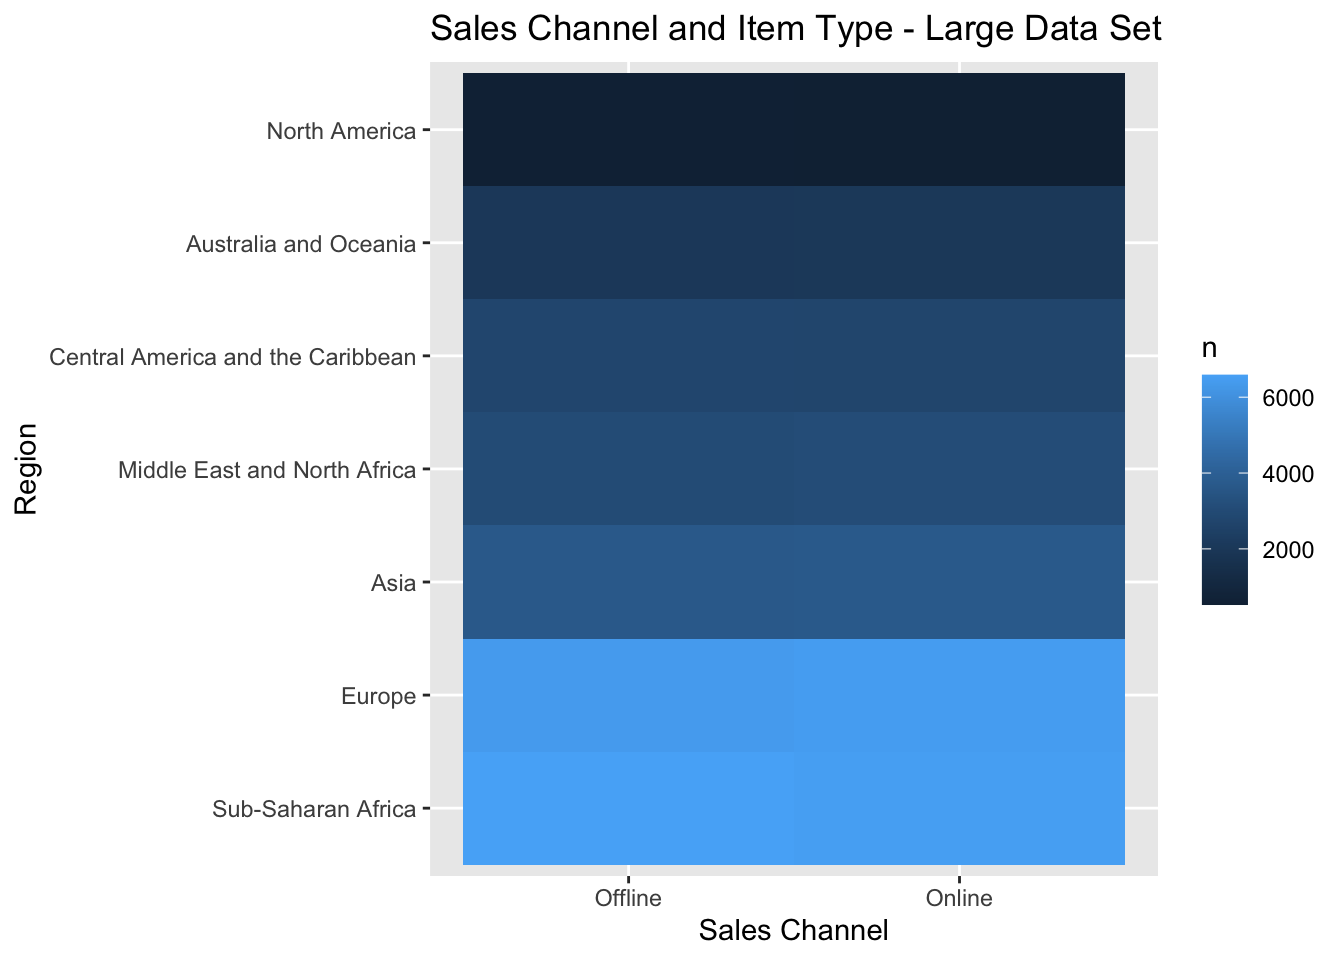 Sales Channel and Item Type - Large Data Set
North America
Australia and Oceania
Central America and the Caribbean
Middle East and North Africa
Asia
Europe
Sub-Saharan Africa
Region
Offline
Online
Sales Channel
n
6000
4000
2000